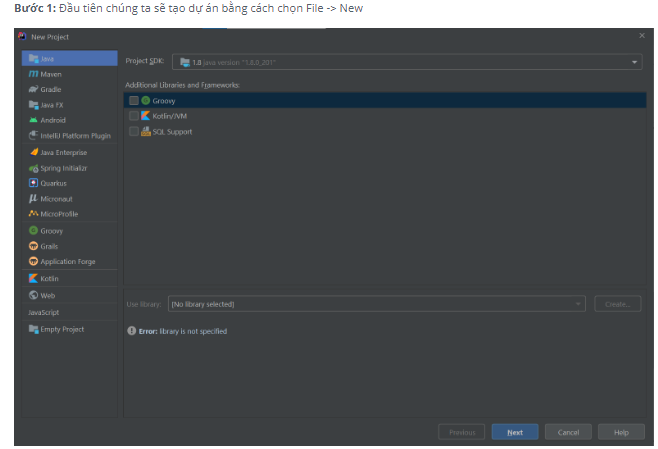 Bước 1: Đầu tiên chúng ta sẽ tạo dự án bằng cách chọn File -> New
New Project
Java
Project SDK: 1.8 java version "1.8.0_201"
Maven
Gradle
Java FX
Android
IntelliJ Platform Plugin
Java Enterprise
Spring Initializr
Quarkus
Micronaut
MicroProfile
Groovy
Grails
Application Forge
Kotlin
Web
JavaScript
Empty Project
Additional Libraries and Frameworks:
Groovy
Kotlin/JVM
SQL Support
Use library: [No library selected] Create...
Error: library is not specified
Previous Next Cancel Help